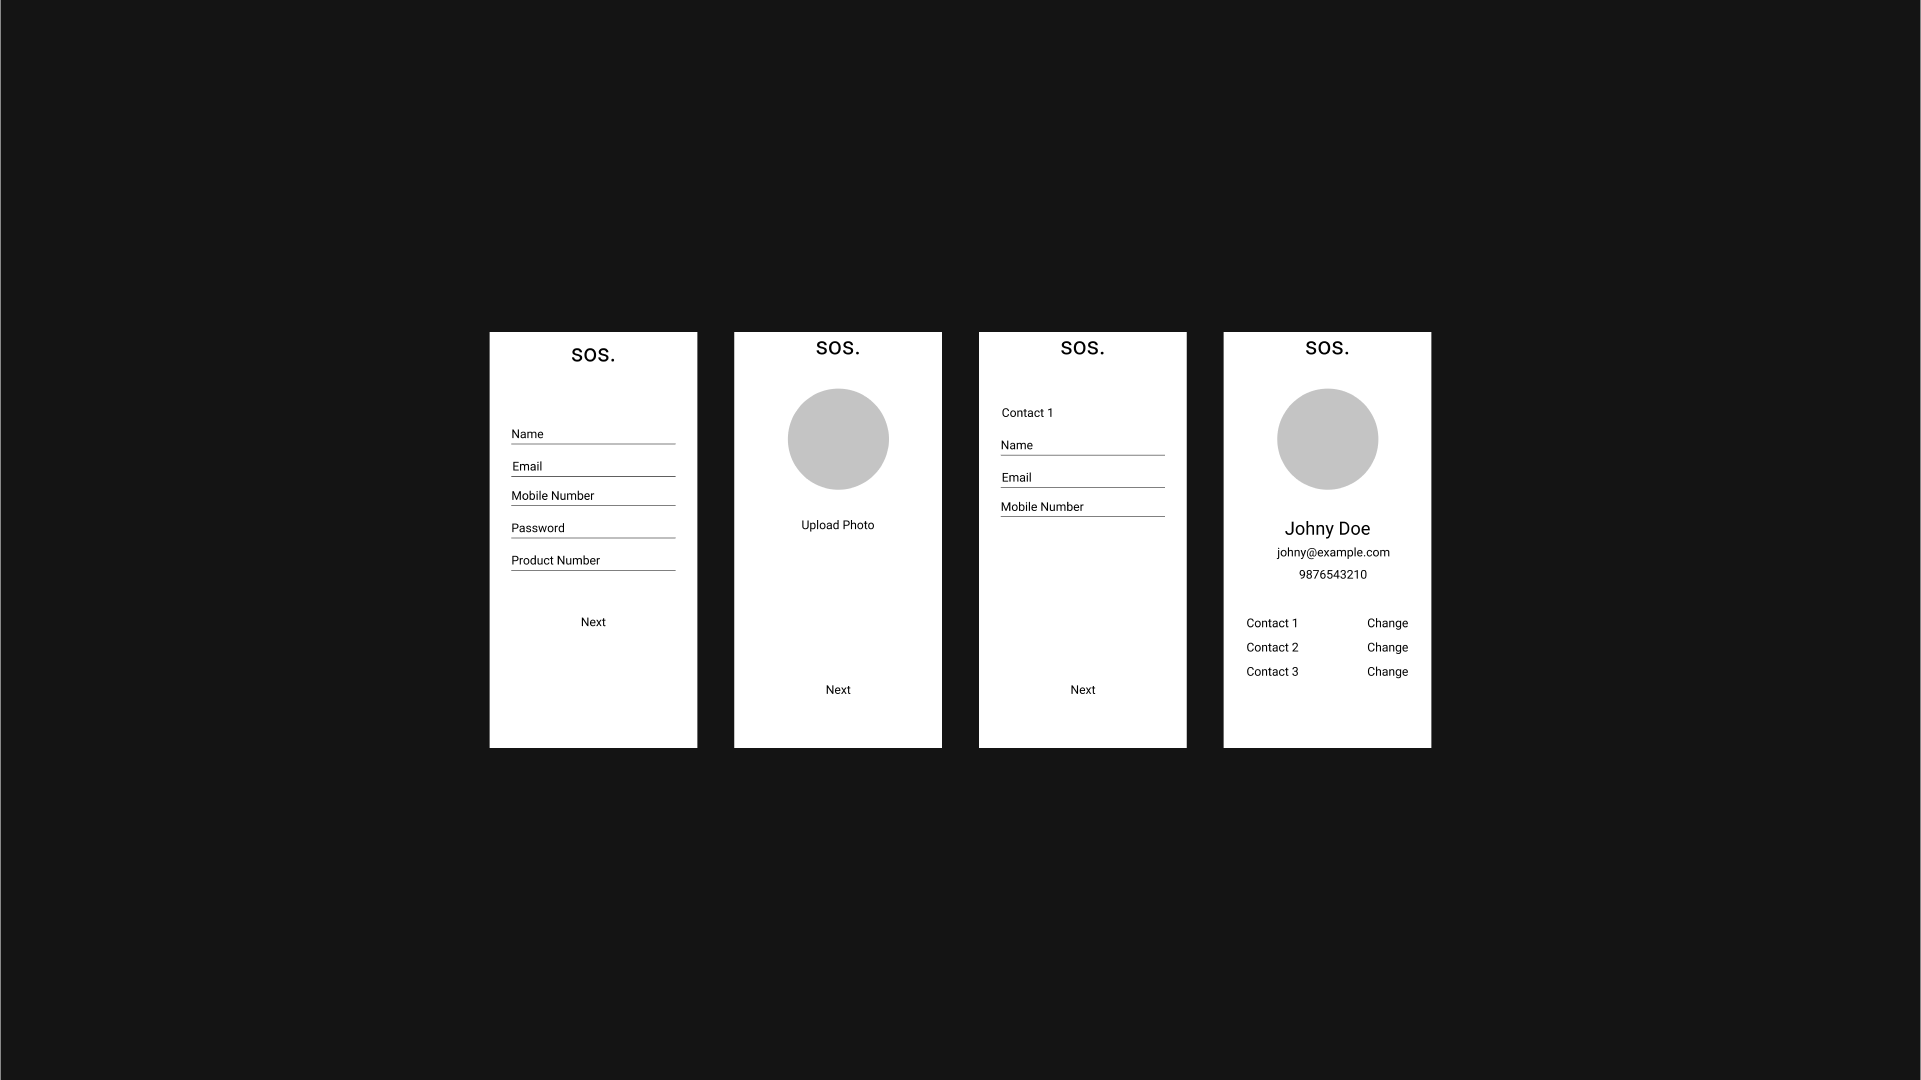 sos.
Name
Email
Mobile Number
Password
Product Number
Next
sos.
Upload Photo
Next
sos.
Contact 1
Name
Email
Mobile Number
Next
sos.
Johny Doe
johny@example.com
9876543210
Contact 1 Change
Contact 2 Change
Contact 3 Change